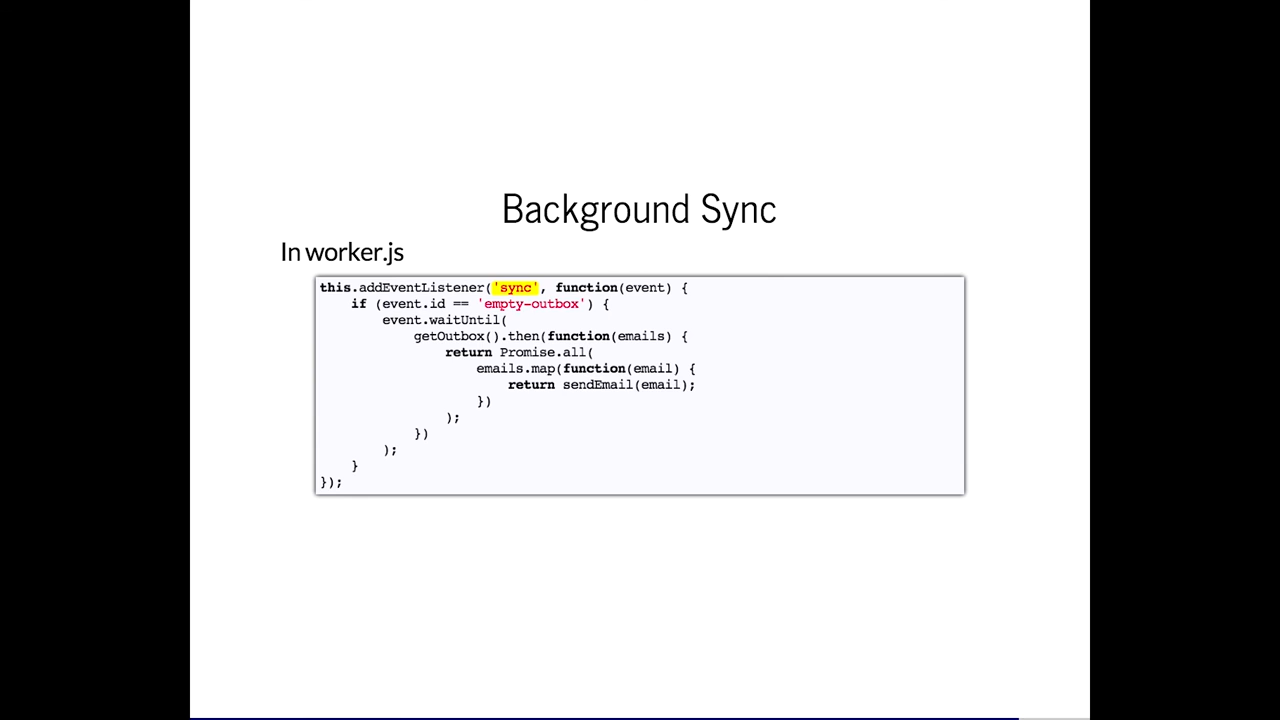 Background Sync
In worker.js
this.addEventListener('sync', function(event) {
    if (event.id == 'empty-outbox') {
        event.waitUntil(
            getOutbox().then(function(emails) {
                return Promise.all(
                    emails.map(function(email) {
                        return sendEmail(email);
                    })
                );
            })
        );
    }
});